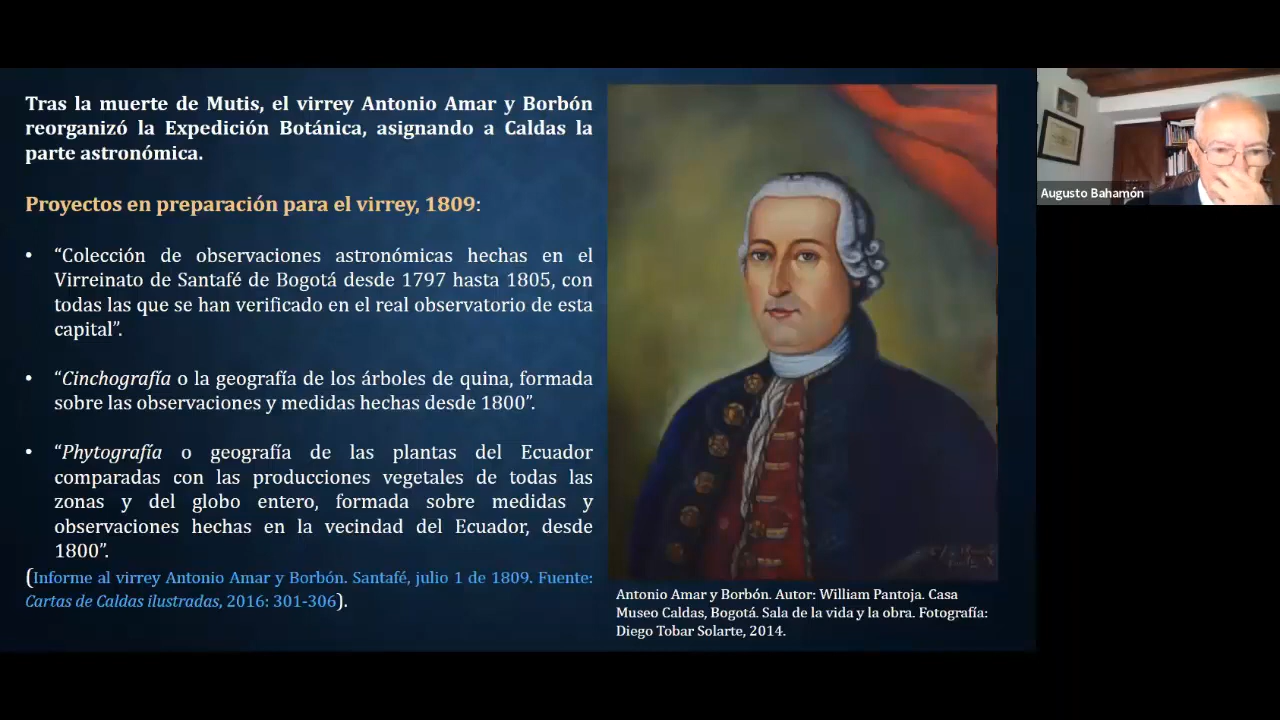 Tras la muerte de Mutis, el virrey Antonio Amar y Borbón
reorganizó la Expedición Botánica, asignando a Caldas la
parte astronómica.
Proyectos en preparación para el virrey, 1809:
• “Colección de observaciones astronómicas hechas en el
Virreinato de Santafé de Bogotá desde 1797 hasta 1805, con
todas las que se han verificado en el real observatorio de esta
capital”.
• “Cinchografía o la geografía de los árboles de quina, formada
sobre las observaciones y medidas hechas desde 1800”.
• “Phytografía o geografía de las plantas del Ecuador
comparadas con las producciones vegetales de todas las
zonas y del globo entero, formada sobre medidas y
observaciones hechas en la vecindad del Ecuador, desde
1800”.
(Informe al virrey Antonio Amar y Borbón. Santafé, julio 1 de 1809. Fuente:
Cartas de Caldas ilustradas, 2016: 301-306).
Antonio Amar y Borbón. Autor: William Pantoja. Casa
Museo Caldas, Bogotá. Sala de la vida y la obra. Fotografía:
Diego Tobar Solarte, 2014.
Augusto Bahamón